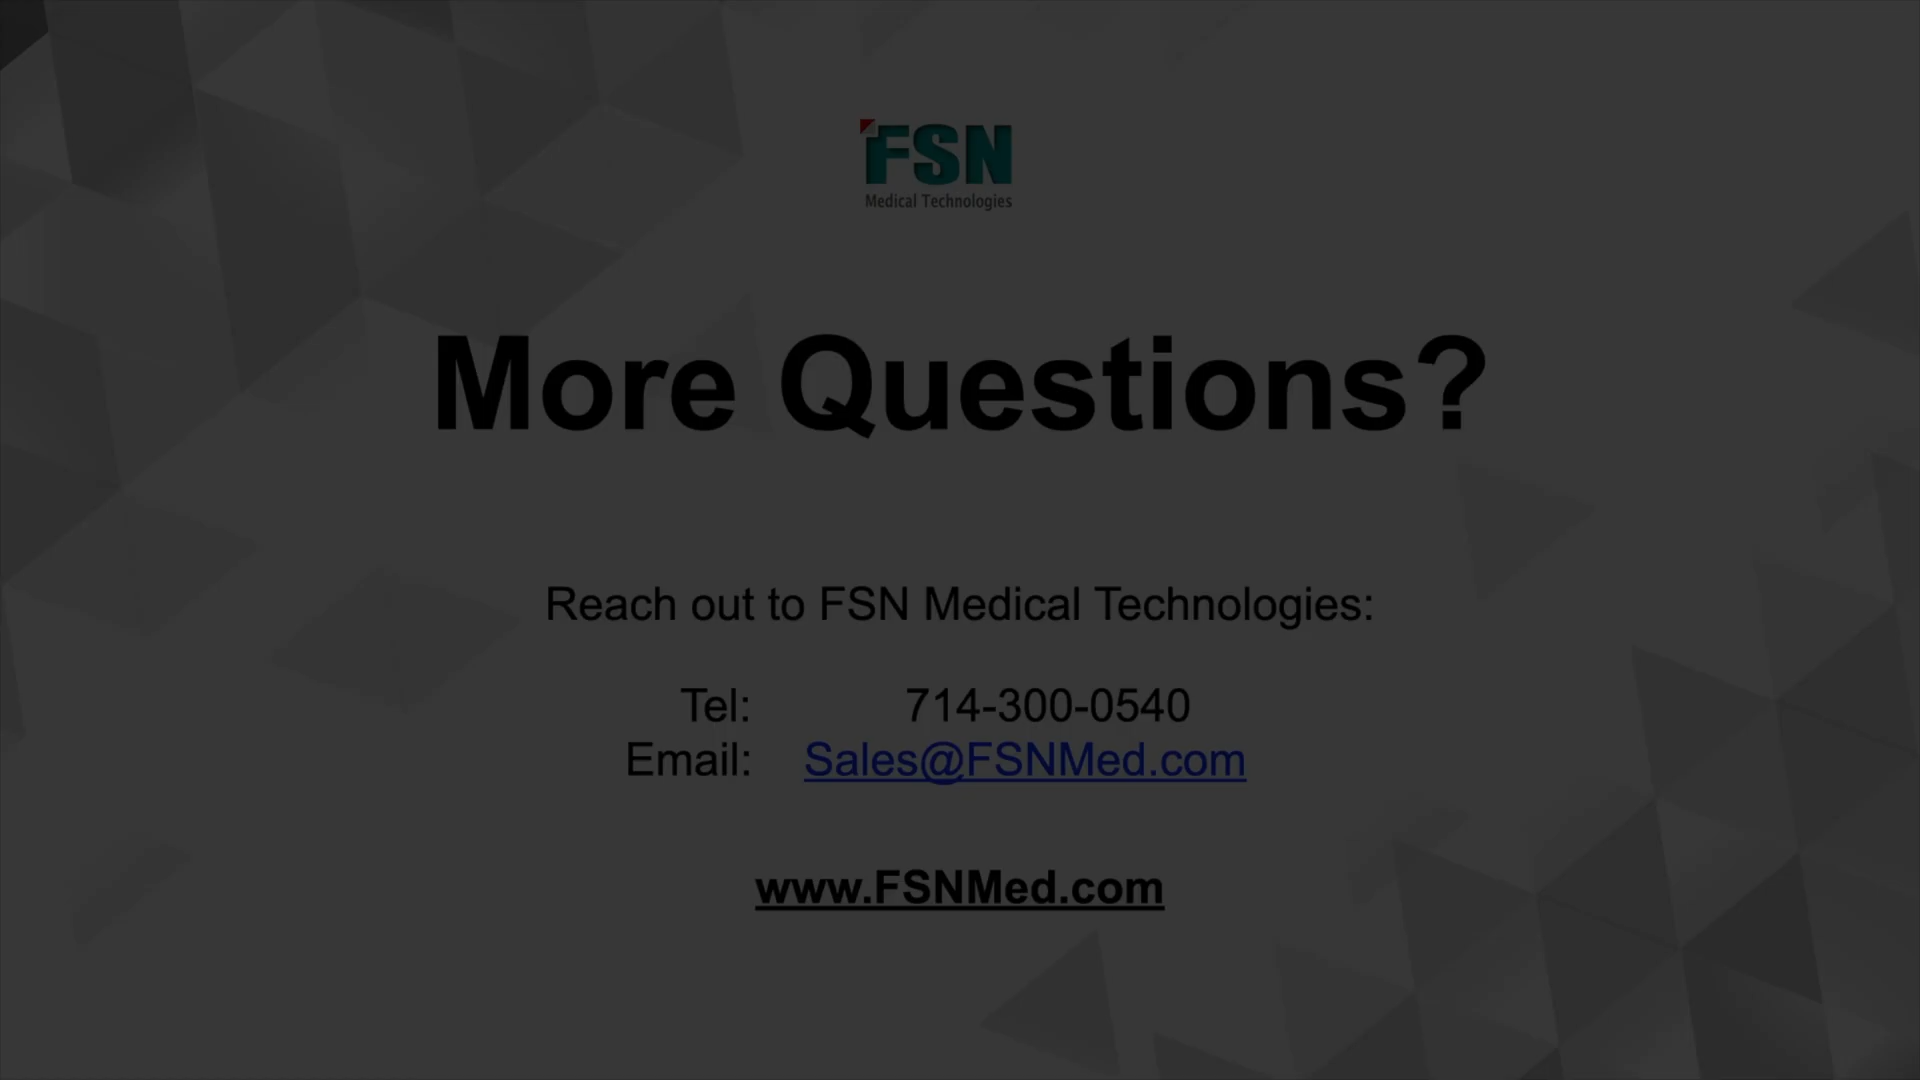 FSN
Medical Technologies
More Questions?
Reach out to FSN Medical Technologies:
Tel: 714-300-0540
Email: Sales@FSNMed.com
www.FSNMed.com